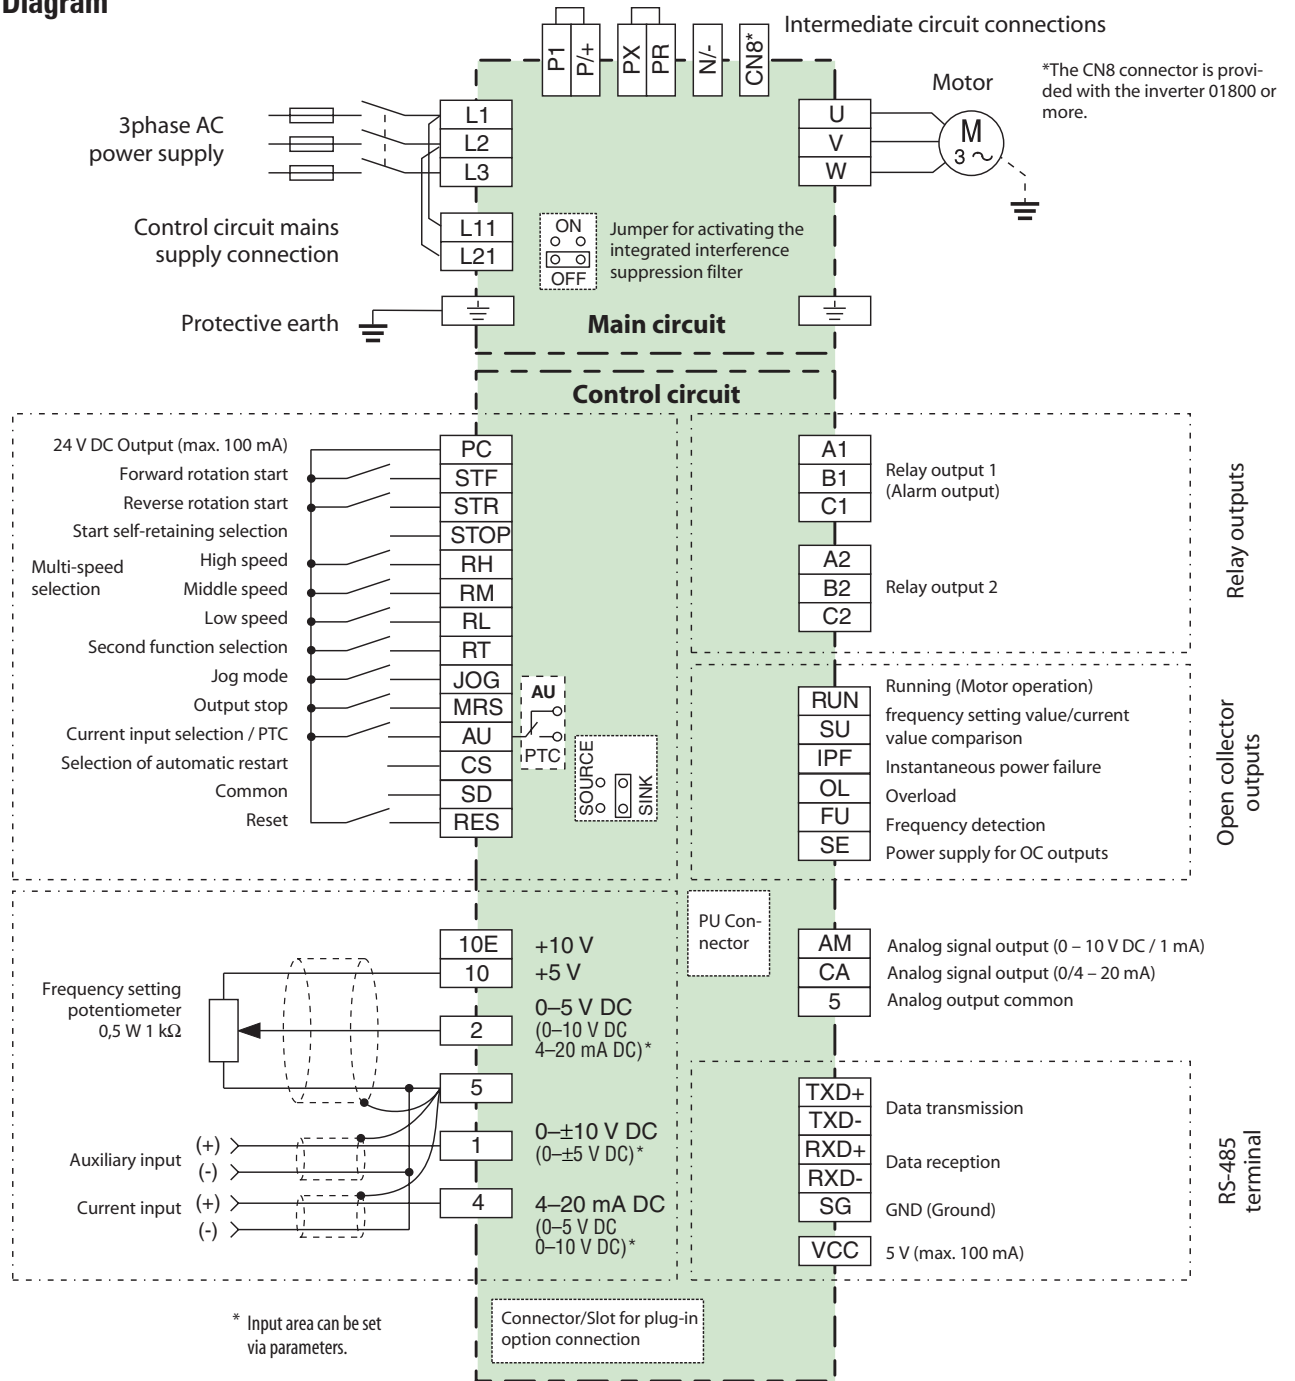 Diagram
Intermediate circuit connections
P1
P/+
PX
PR
N/-
CN8*
*The CN8 connector is provi-
ded with the inverter 01800 or
more.
Motor
3phase AC
power supply
L1
L2
L3
U
V
W
M
3 ~
Control circuit mains
supply connection
L11
L21
ON
OFF
Jumper for activating the
integrated interference
suppression filter
Protective earth
Main circuit
Control circuit
24 V DC Output (max. 100 mA)
PC
Forward rotation start
STF
Reverse rotation start
STR
Start self-retaining selection
STOP
Multi-speed
selection
High speed
RH
Middle speed
RM
Low speed
RL
Second function selection
RT
Jog mode
JOG
Output stop
MRS
Current input selection / PTC
AU
Selection of automatic restart
CS
Common
SD
Reset
RES
AU
PTC
SOURCE
SINK
A1
B1
C1
Relay output 1
(Alarm output)
A2
B2
C2
Relay output 2
Relay outputs
RUN
Running (Motor operation)
SU
frequency setting value/current
value comparison
IPF
Instantaneous power failure
OL
Overload
FU
Frequency detection
SE
Power supply for OC outputs
Open collector
outputs
PU Con-
nector
10E
+10 V
10
+5 V
Frequency setting
potentiometer
0,5 W 1 kΩ
2
0–5 V DC
(0–10 V DC
4–20 mA DC)*
5
Auxiliary input
(+)
(-)
1
0–±10 V DC
(0–±5 V DC)*
Current input
(+)
(-)
4
4–20 mA DC
(0–5 V DC
0–10 V DC)*
AM
Analog signal output (0 – 10 V DC / 1 mA)
CA
Analog signal output (0/4 – 20 mA)
5
Analog output common
TXD+
TXD-
Data transmission
RXD+
RXD-
Data reception
SG
GND (Ground)
VCC
5 V (max. 100 mA)
RS-485
terminal
* Input area can be set
via parameters.
Connector/Slot for plug-in
option connection